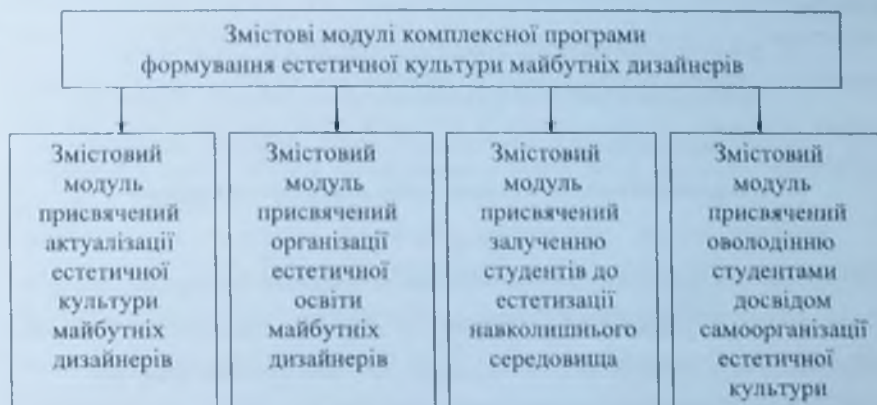 Змістові модулі комплексної програми
формування естетичної культури майбутніх дизайнерів
Змістовий
модуль
присвячений
актуалізації
естетичної
культури
майбутніх
дизайнерів
Змістовий
модуль
присвячений
організації
естетичної
освіти
майбутніх
дизайнерів
Змістовий
модуль
присвячений
залученню
студентів до
естетизації
навколишнього
середовища
Змістовий
модуль
присвячений
оволодінню
студентами
досвідом
самоорганізації
естетичної
культури